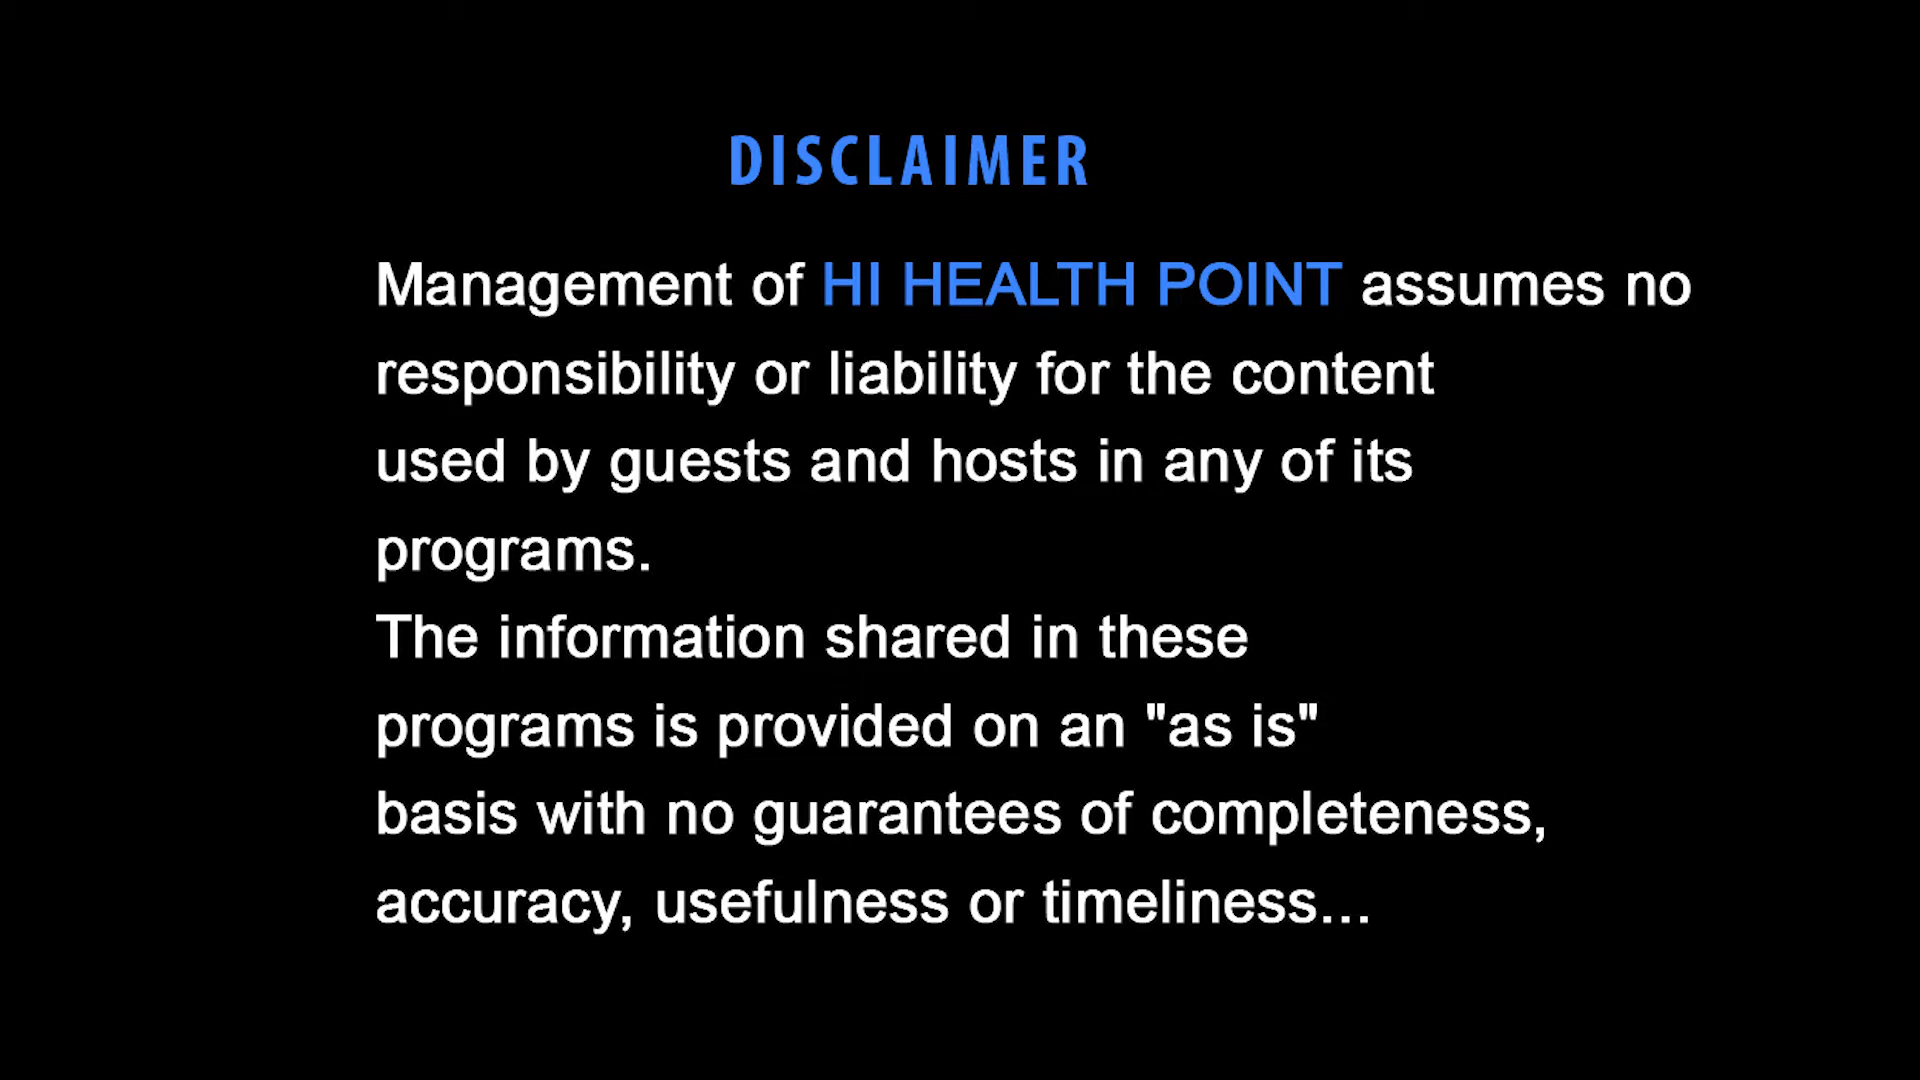 DISCLAIMER
Management of HI HEALTH POINT assumes no
responsibility or liability for the content
used by guests and hosts in any of its
programs.
The information shared in these
programs is provided on an "as is"
basis with no guarantees of completeness,
accuracy, usefulness or timeliness...